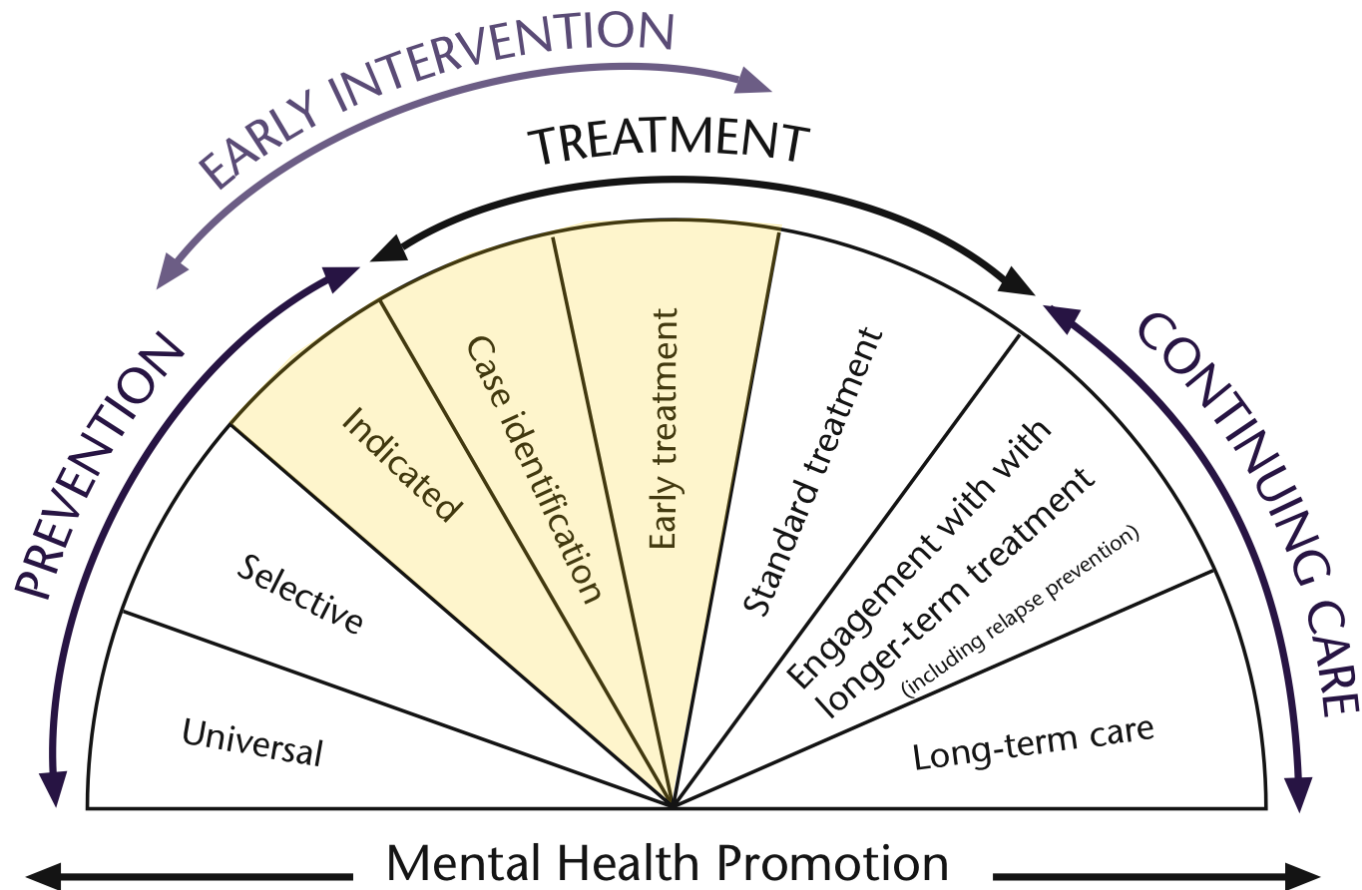 EARLY INTERVENTION
TREATMENT
PREVENTION
CONTINUING CARE
Universal
Selective
Indicated
Case identification
Early treatment
Standard treatment
Engagement with with
longer-term treatment
(including relapse prevention)
Long-term care
Mental Health Promotion